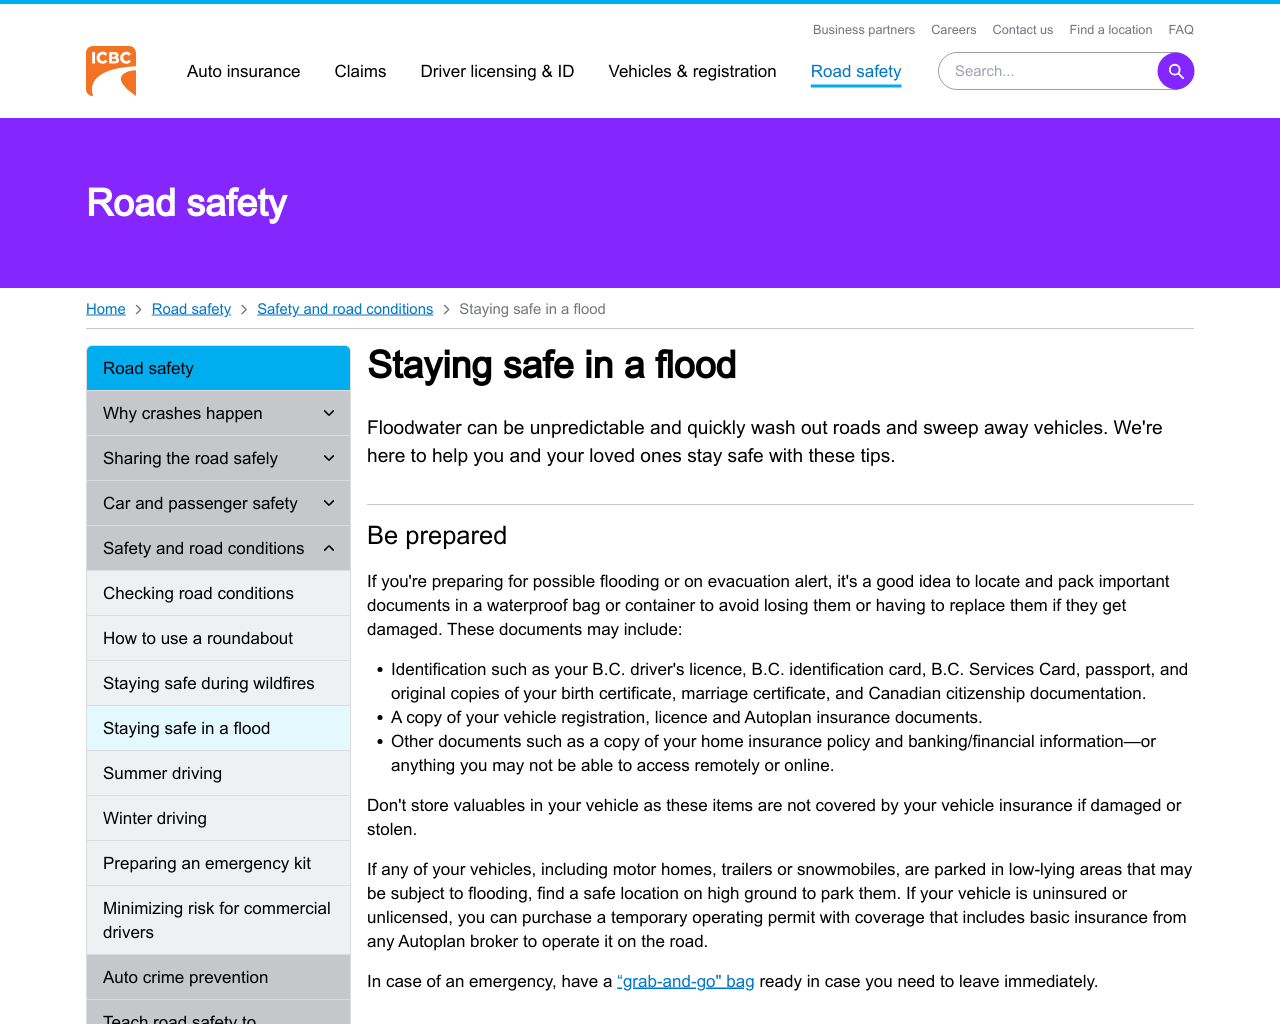 Business partners Careers Contact us Find a location FAQ
ICBC
Auto insurance Claims Driver licensing & ID Vehicles & registration Road safety Search...
Road safety
Home > Road safety > Safety and road conditions > Staying safe in a flood
Road safety
Why crashes happen
Sharing the road safely
Car and passenger safety
Safety and road conditions
Checking road conditions
How to use a roundabout
Staying safe during wildfires
Staying safe in a flood
Summer driving
Winter driving
Preparing an emergency kit
Minimizing risk for commercial
drivers
Auto crime prevention
Teach road safety to
Staying safe in a flood
Floodwater can be unpredictable and quickly wash out roads and sweep away vehicles. We're
here to help you and your loved ones stay safe with these tips.
Be prepared
If you're preparing for possible flooding or on evacuation alert, it's a good idea to locate and pack important
documents in a waterproof bag or container to avoid losing them or having to replace them if they get
damaged. These documents may include:
• Identification such as your B.C. driver's licence, B.C. identification card, B.C. Services Card, passport, and
original copies of your birth certificate, marriage certificate, and Canadian citizenship documentation.
• A copy of your vehicle registration, licence and Autoplan insurance documents.
• Other documents such as a copy of your home insurance policy and banking/financial information—or
anything you may not be able to access remotely or online.
Don't store valuables in your vehicle as these items are not covered by your vehicle insurance if damaged or
stolen.
If any of your vehicles, including motor homes, trailers or snowmobiles, are parked in low-lying areas that may
be subject to flooding, find a safe location on high ground to park them. If your vehicle is uninsured or
unlicensed, you can purchase a temporary operating permit with coverage that includes basic insurance from
any Autoplan broker to operate it on the road.
In case of an emergency, have a “grab-and-go" bag ready in case you need to leave immediately.